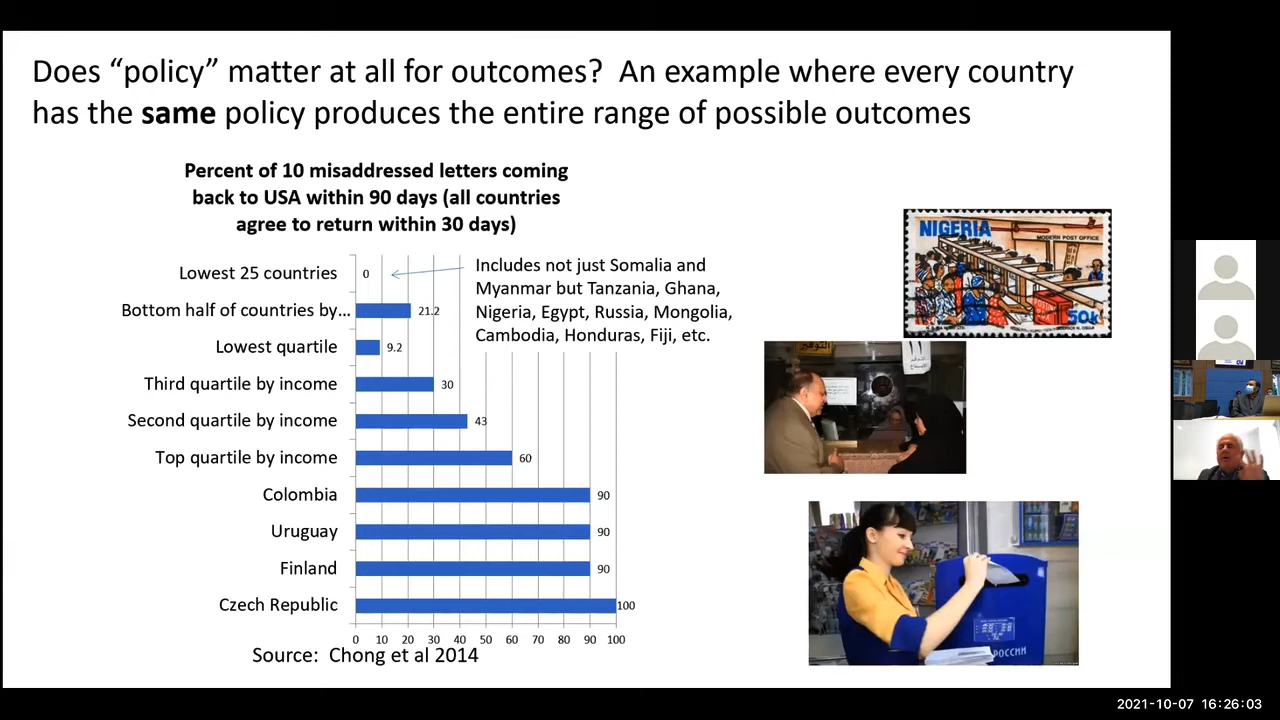 Does “policy” matter at all for outcomes?  An example where every country
has the same policy produces the entire range of possible outcomes
Percent of 10 misaddressed letters coming
back to USA within 90 days (all countries
agree to return within 30 days)
Lowest 25 countries
0
Includes not just Somalia and
Myanmar but Tanzania, Ghana,
Nigeria, Egypt, Russia, Mongolia,
Cambodia, Honduras, Fiji, etc.
Bottom half of countries by…
21.2
Lowest quartile
9.2
Third quartile by income
30
Second quartile by income
43
Top quartile by income
60
Colombia
90
Uruguay
90
Finland
90
Czech Republic
100
0 10 20 30 40 50 60 70 80 90 100
Source:  Chong et al 2014
NIGERIA
MODERN POST OFFICE
50k
РОССИИ
2021-10-07 16:26:03